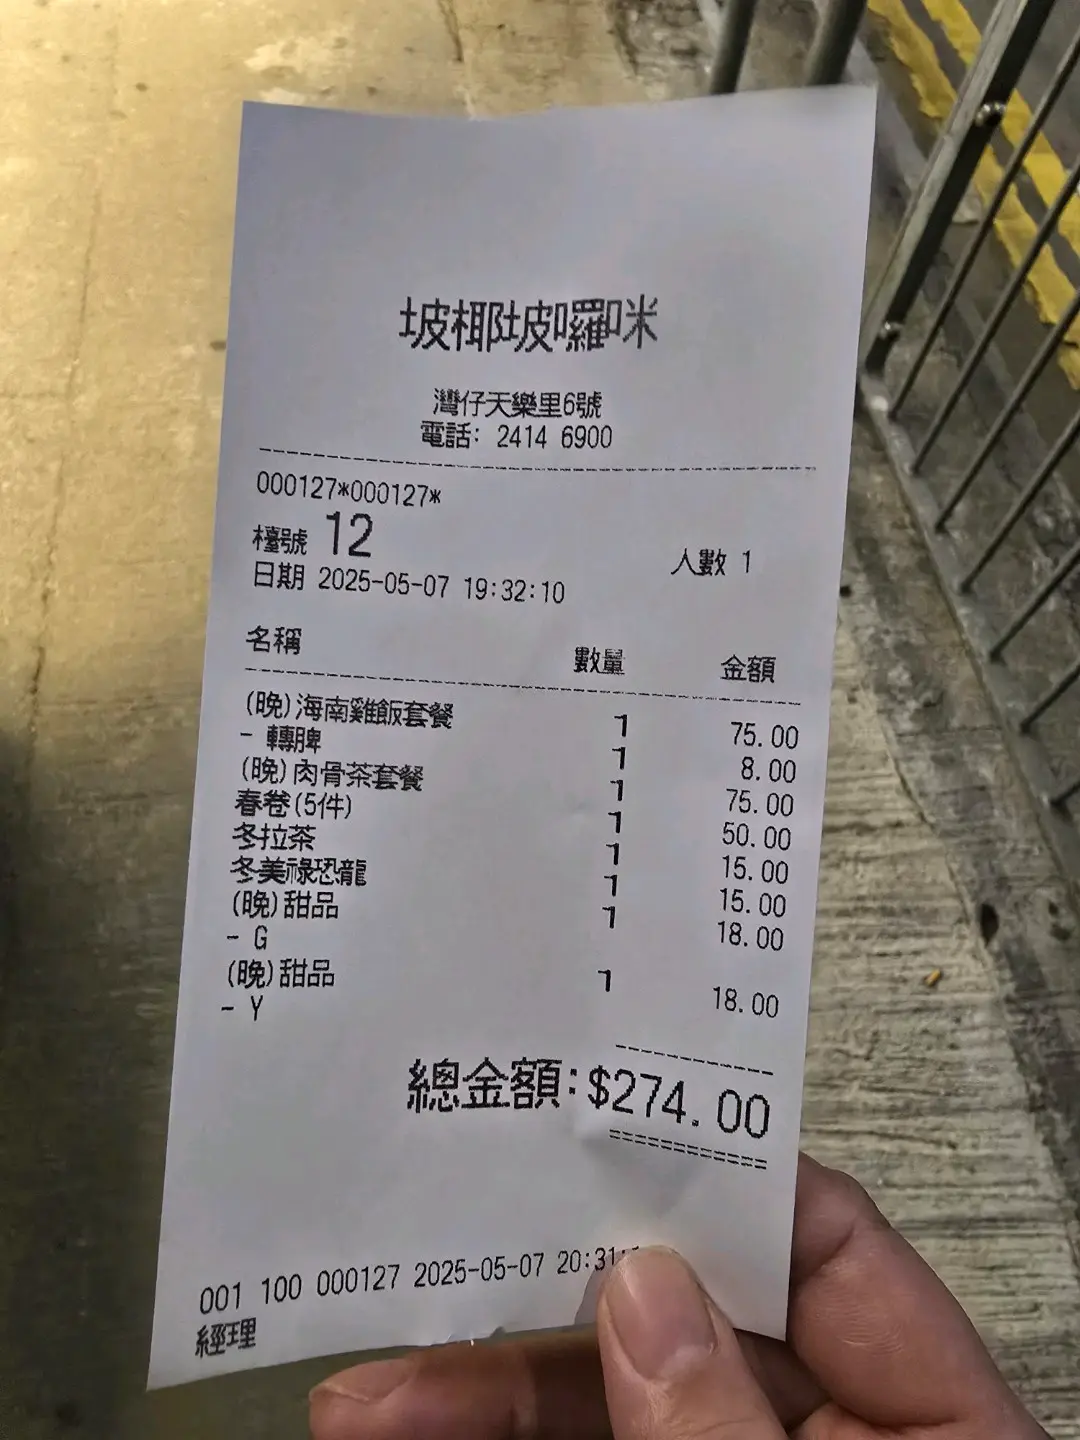 坡椰坡囉咪
灣仔天樂里6號
電話: 2414 6900
000127*000127*
檯號 12 人數 1
日期 2025-05-07 19:32:10
名稱 數量 金額
(晚)海南雞飯套餐 1 75.00
- 轉脾 1 8.00
(晚)肉骨茶套餐 1 75.00
春卷(5件) 1 50.00
冬拉茶 1 15.00
冬美祿恐龍 1 15.00
(晚)甜品 1 18.00
- G
(晚)甜品 1 18.00
- Y
總金額:$274.00
001 100 000127 2025-05-07 20:31:
經理